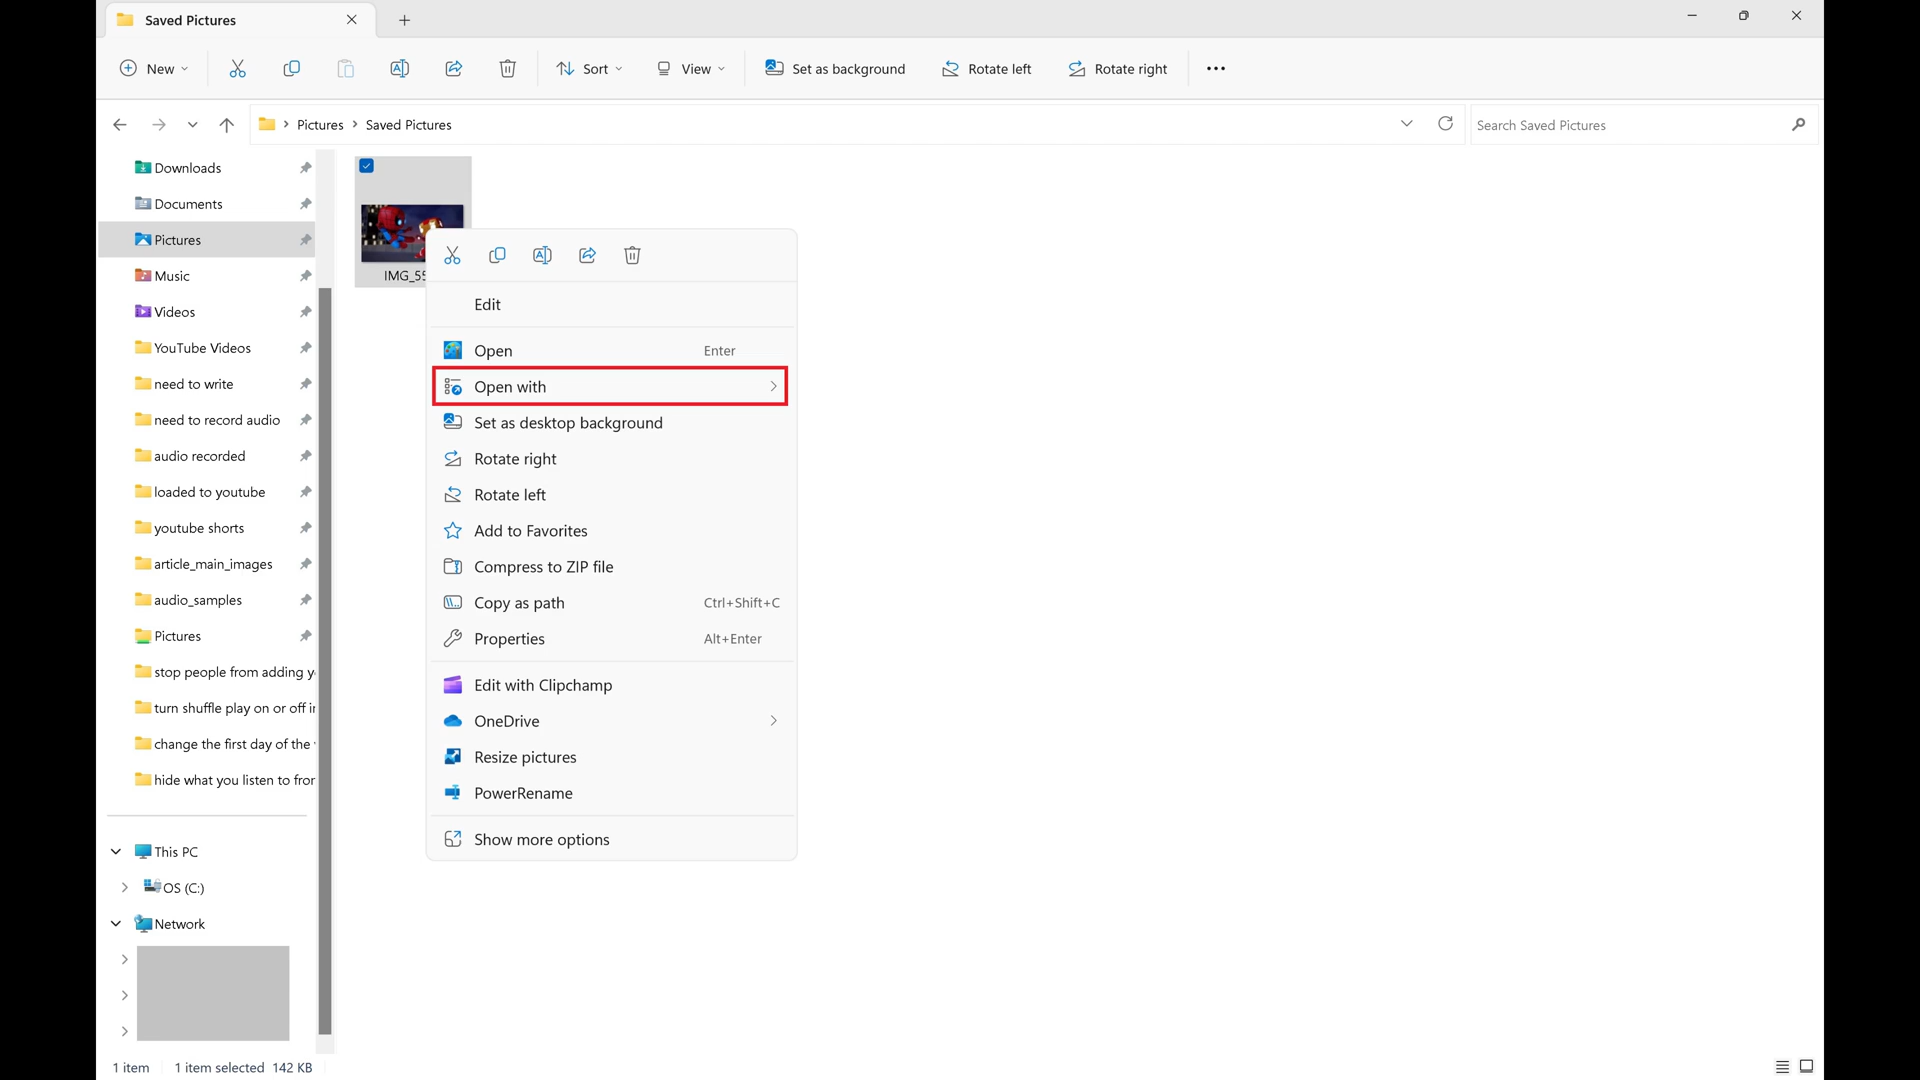 Saved Pictures
New
Sort
View
Set as background
Rotate left
Rotate right
Pictures
Saved Pictures
Search Saved Pictures
Downloads
Documents
Pictures
Music
Videos
YouTube Videos
need to write
need to record audio
audio recorded
loaded to youtube
youtube shorts
article_main_images
audio_samples
Pictures
stop people from adding y
turn shuffle play on or off i
change the first day of the
hide what you listen to fror
This PC
OS (C:)
Network
IMG_55
Edit
Open Enter
Open with
Set as desktop background
Rotate right
Rotate left
Add to Favorites
Compress to ZIP file
Copy as path Ctrl+Shift+C
Properties Alt+Enter
Edit with Clipchamp
OneDrive
Resize pictures
PowerRename
Show more options
1 item 1 item selected 142 KB